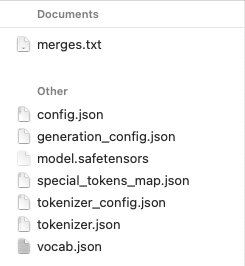 Documents
merges.txt
Other
config.json
generation_config.json
model.safetensors
special_tokens_map.json
tokenizer_config.json
tokenizer.json
vocab.json